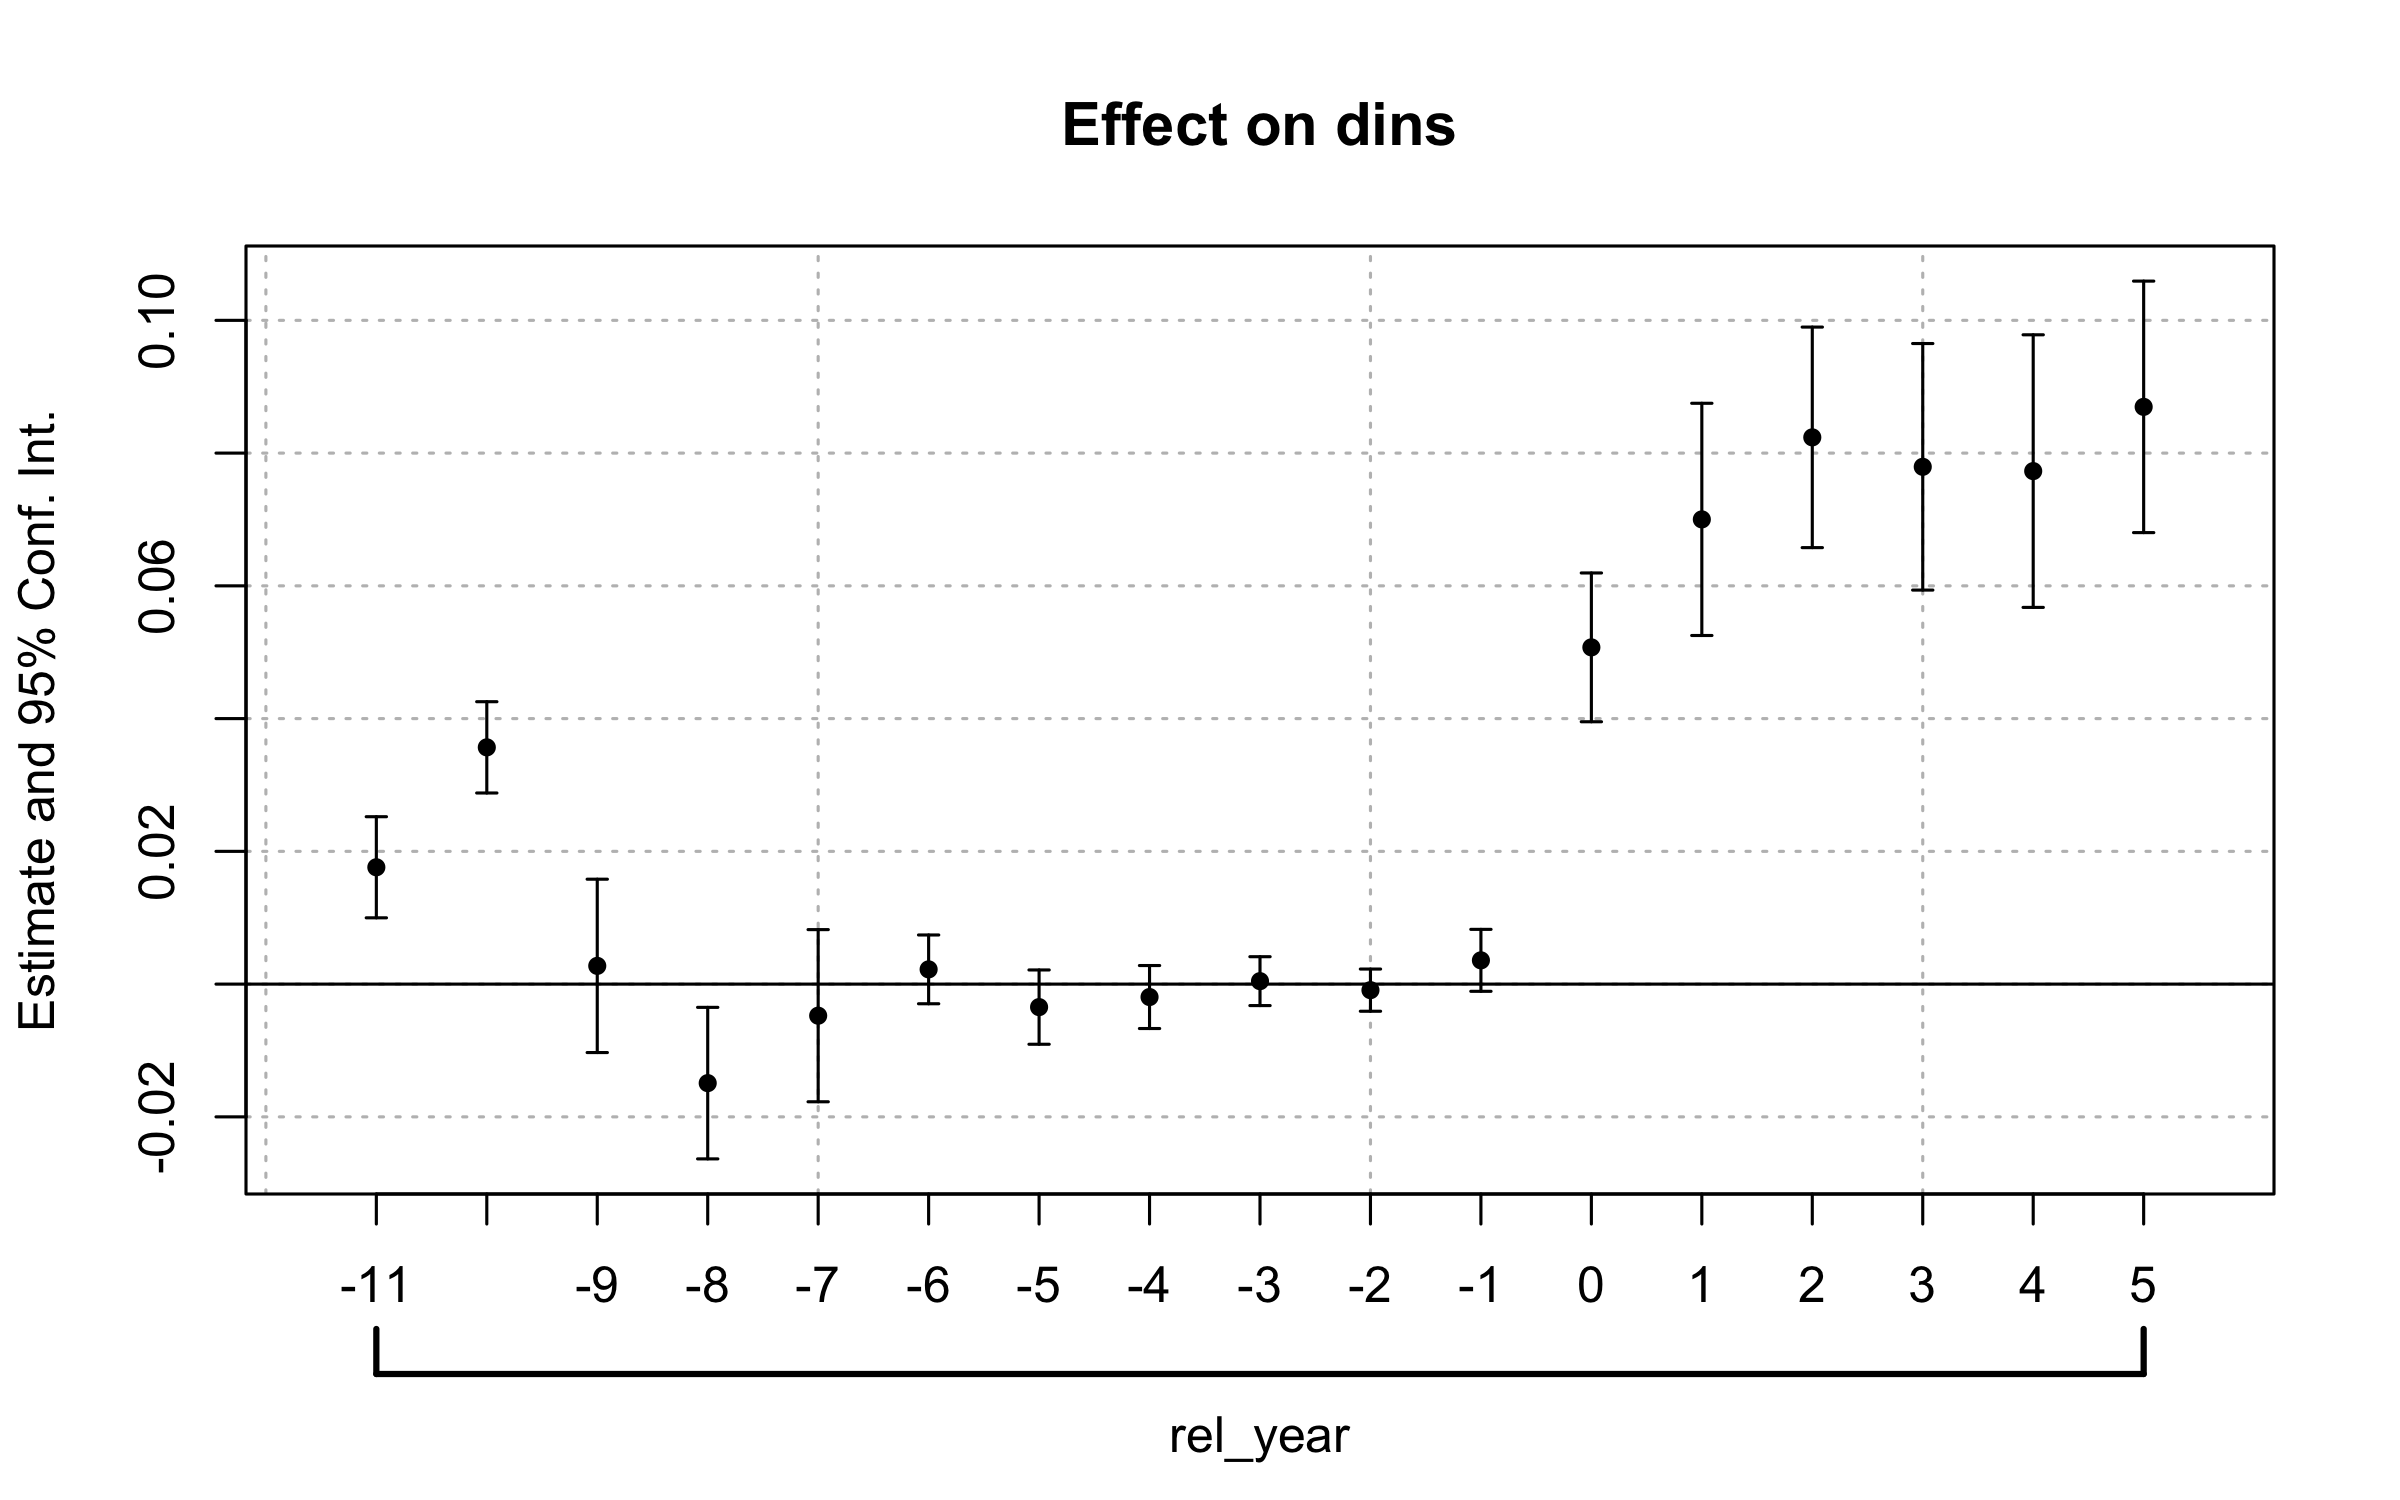 Effect on dins
Estimate and 95% Conf. Int.
0.10
0.06
0.02
-0.02
-11 -9 -8 -7 -6 -5 -4 -3 -2 -1 0 1 2 3 4 5
rel_year